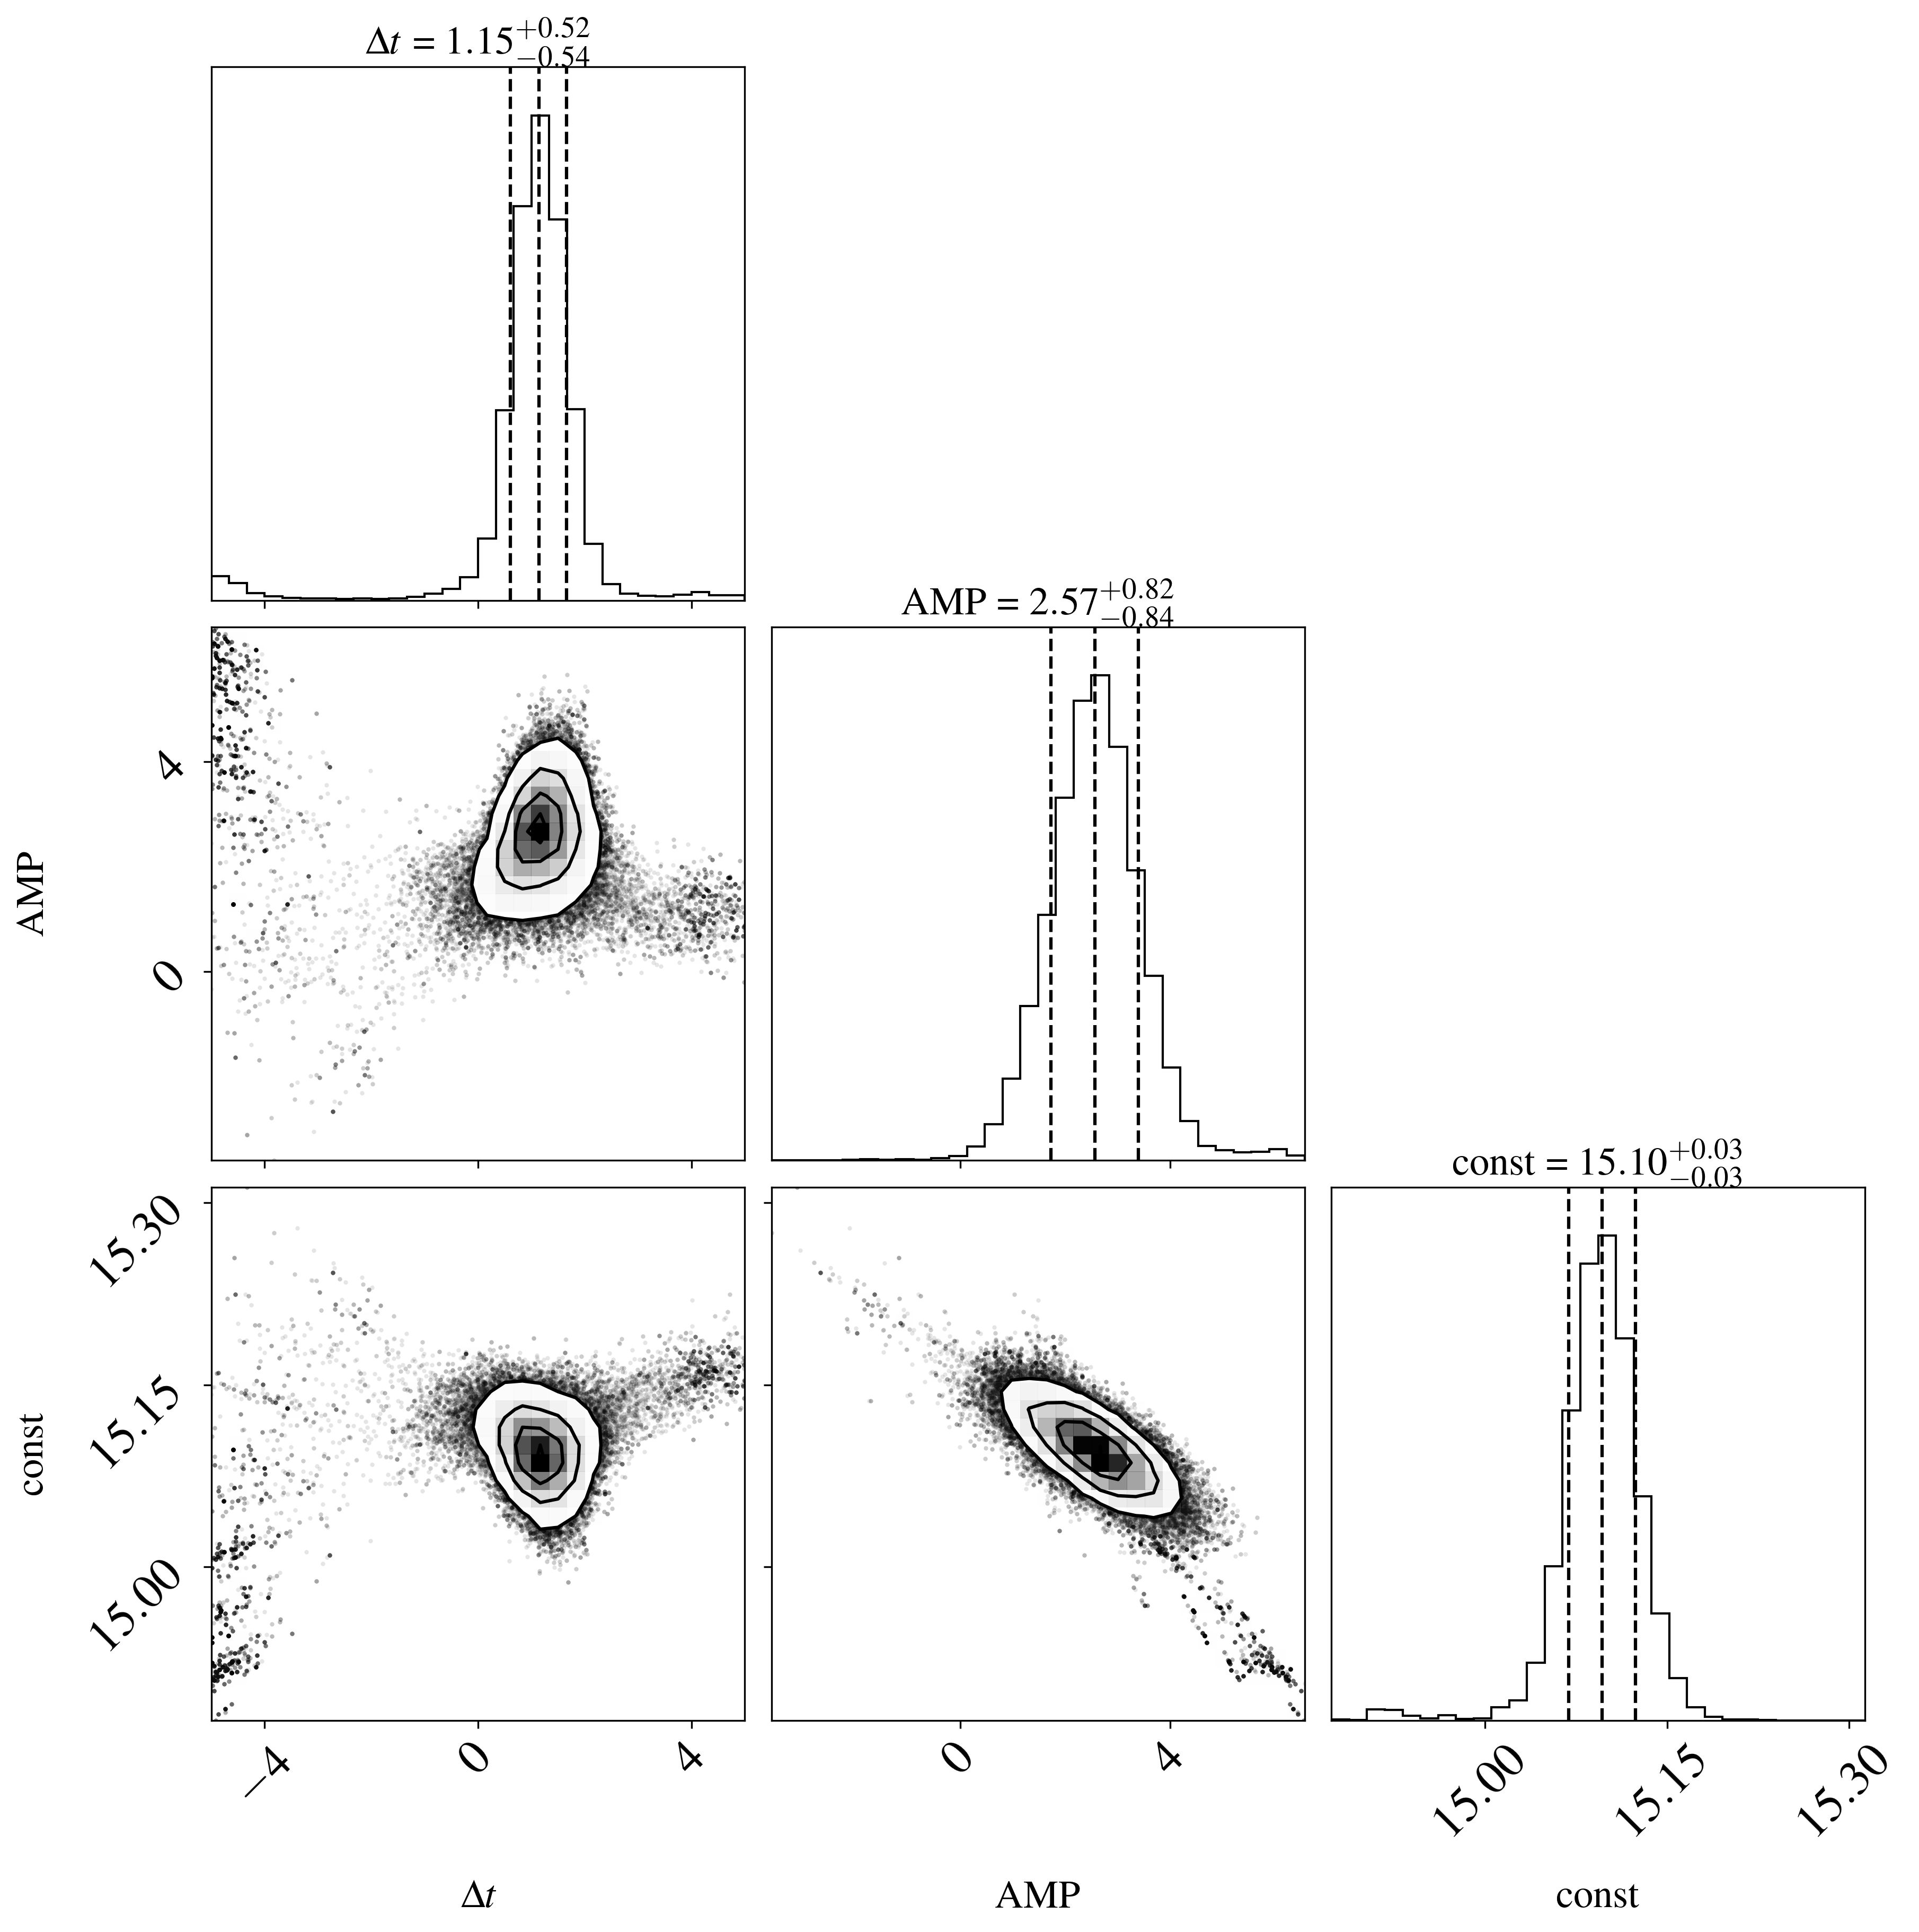 Δt = 1.15+0.52 −0.54
AMP = 2.57+0.82 −0.84
4
0
AMP
const = 15.10+0.03 −0.03
15.30
15.15
15.00
const
−4 0 4 0 4 15.00 15.15 15.30
Δt AMP const